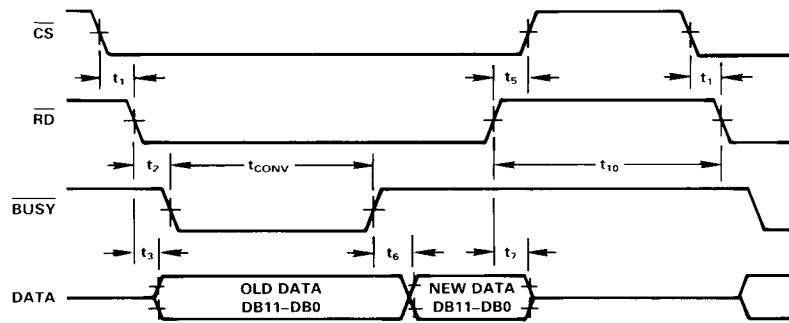 CS
t1 t5 t1
RD
t2 tCONV t10
BUSY
t3 t6 t7
DATA
OLD DATA
DB11–DB0
NEW DATA
DB11–DB0